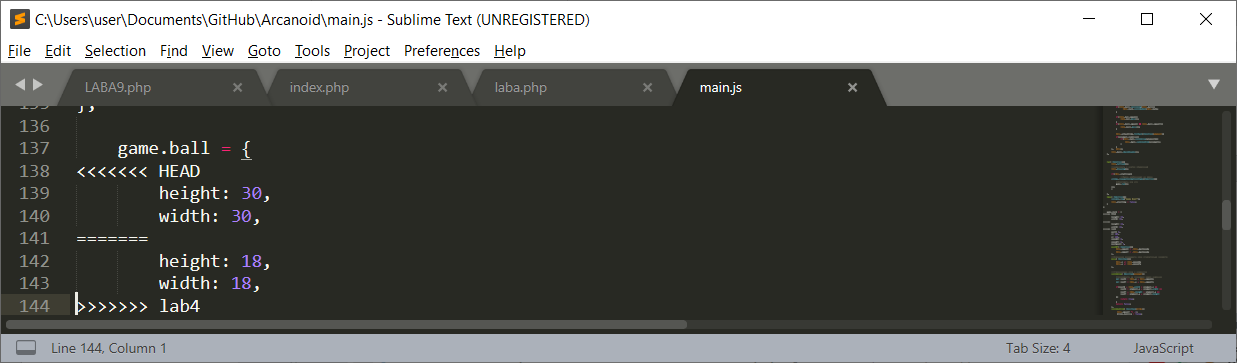 C:\Users\user\Documents\GitHub\Arcanoid\main.js - Sublime Text (UNREGISTERED)
File Edit Selection Find View Goto Tools Project Preferences Help
LABA9.php index.php laba.php main.js
135 },
136
137 game.ball = {
138 <<<<<<< HEAD
139 height: 30,
140 width: 30,
141 =======
142 height: 18,
143 width: 18,
144 >>>>>>> lab4
Line 144, Column 1 Tab Size: 4 JavaScript